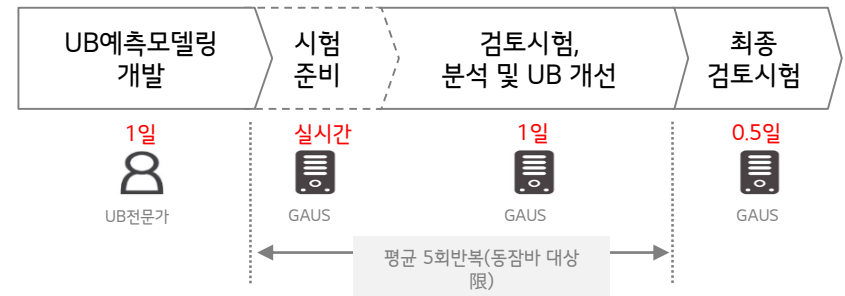 UB예측모델링
개발
시험
준비
검토시험,
분석 및 UB 개선
최종
검토시험
1일
실시간
1일
0.5일
UB전문가
GAUS
GAUS
GAUS
평균 5회반복(동잠바 대상
限)